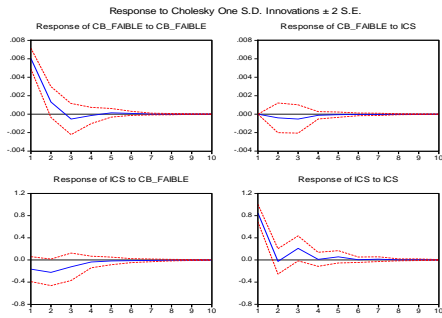 Response to Cholesky One S.D. Innovations ± 2 S.E.
Response of CB_FAIBLE to CB_FAIBLE
.008
.006
.004
.002
.000
-.002
-.004
1 2 3 4 5 6 7 8 9 10
Response of CB_FAIBLE to ICS
.008
.006
.004
.002
.000
-.002
-.004
1 2 3 4 5 6 7 8 9 10
Response of ICS to CB_FAIBLE
1.2
0.8
0.4
0.0
-0.4
-0.8
1 2 3 4 5 6 7 8 9 10
Response of ICS to ICS
1.2
0.8
0.4
0.0
-0.4
-0.8
1 2 3 4 5 6 7 8 9 10